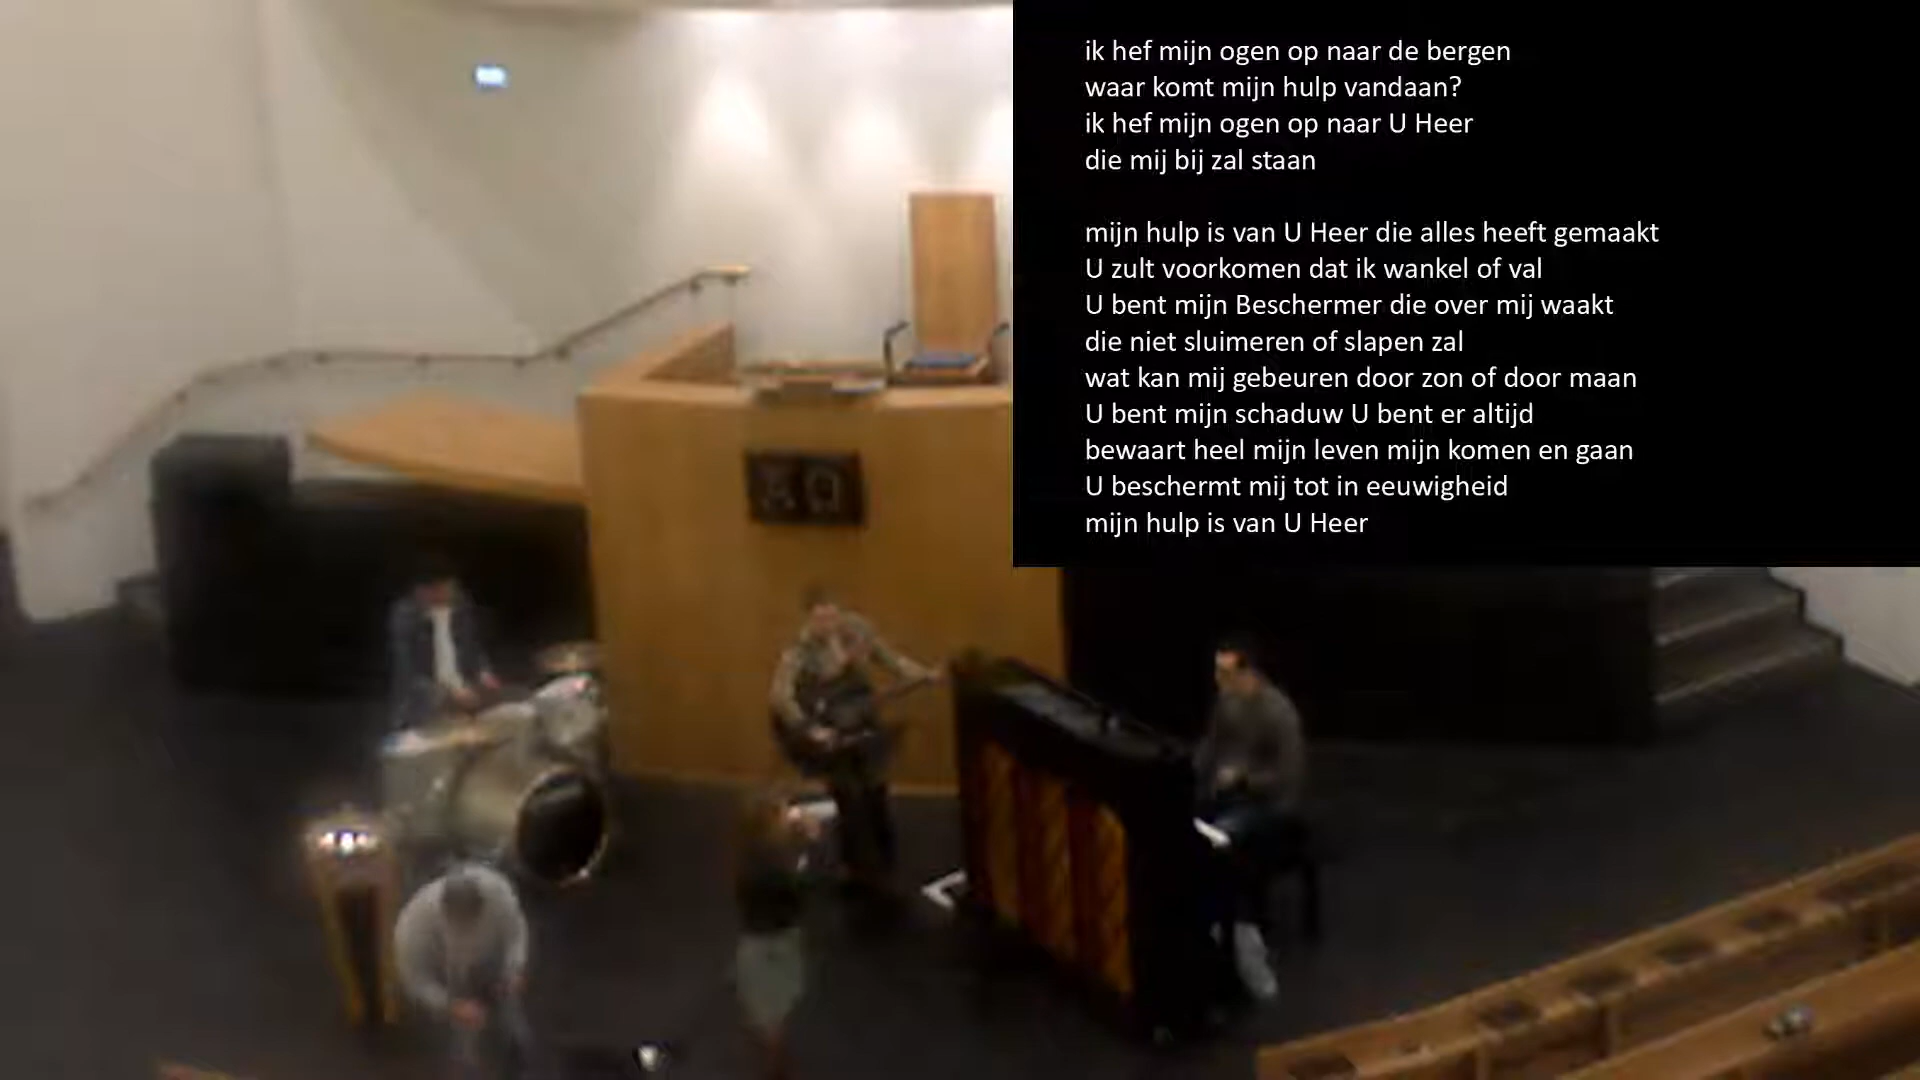 ik hef mijn ogen op naar de bergen
waar komt mijn hulp vandaan?
ik hef mijn ogen op naar U Heer
die mij bij zal staan
mijn hulp is van U Heer die alles heeft gemaakt
U zult voorkomen dat ik wankel of val
U bent mijn Beschermer die over mij waakt
die niet sluimeren of slapen zal
wat kan mij gebeuren door zon of door maan
U bent mijn schaduw U bent er altijd
bewaart heel mijn leven mijn komen en gaan
U beschermt mij tot in eeuwigheid
mijn hulp is van U Heer